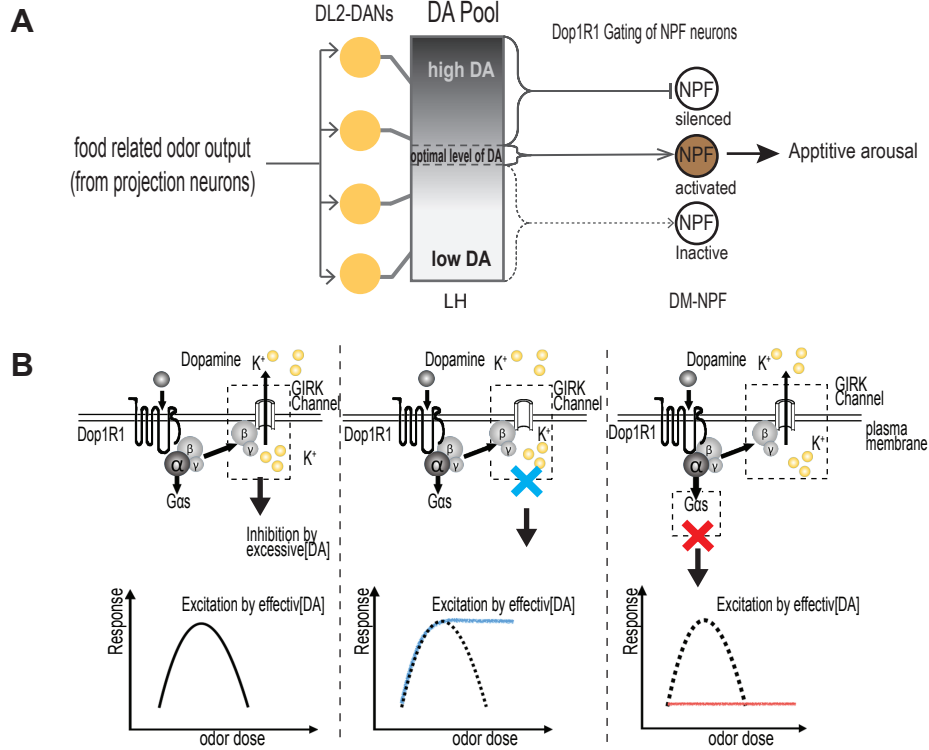 A
DL2-DANs
DA Pool
Dop1R1 Gating of NPF neurons
high DA
NPF
silenced
food related odor output
(from projection neurons)
optimal level of DA
NPF
activated
Apptitive arousal
NPF
Inactive
low DA
LH
DM-NPF
B
Dopamine
K+
GIRK
Channel
Dop1R1
β
β
γ
α
γ
K+
Gαs
Inhibition by
excessive[DA]
Response
Excitation by effectiv[DA]
odor dose
Dopamine
GIRK
Channel
K+
Dop1R1
β
β
γ
α
γ
K+
Gαs
Response
Excitation by effectiv[DA]
odor dose
Dopamine
K+
GIRK
Channel
plasma
membrane
Dop1R1
β
β
γ
α
γ
K+
Gαs
Response
Excitation by effectiv[DA]
odor dose